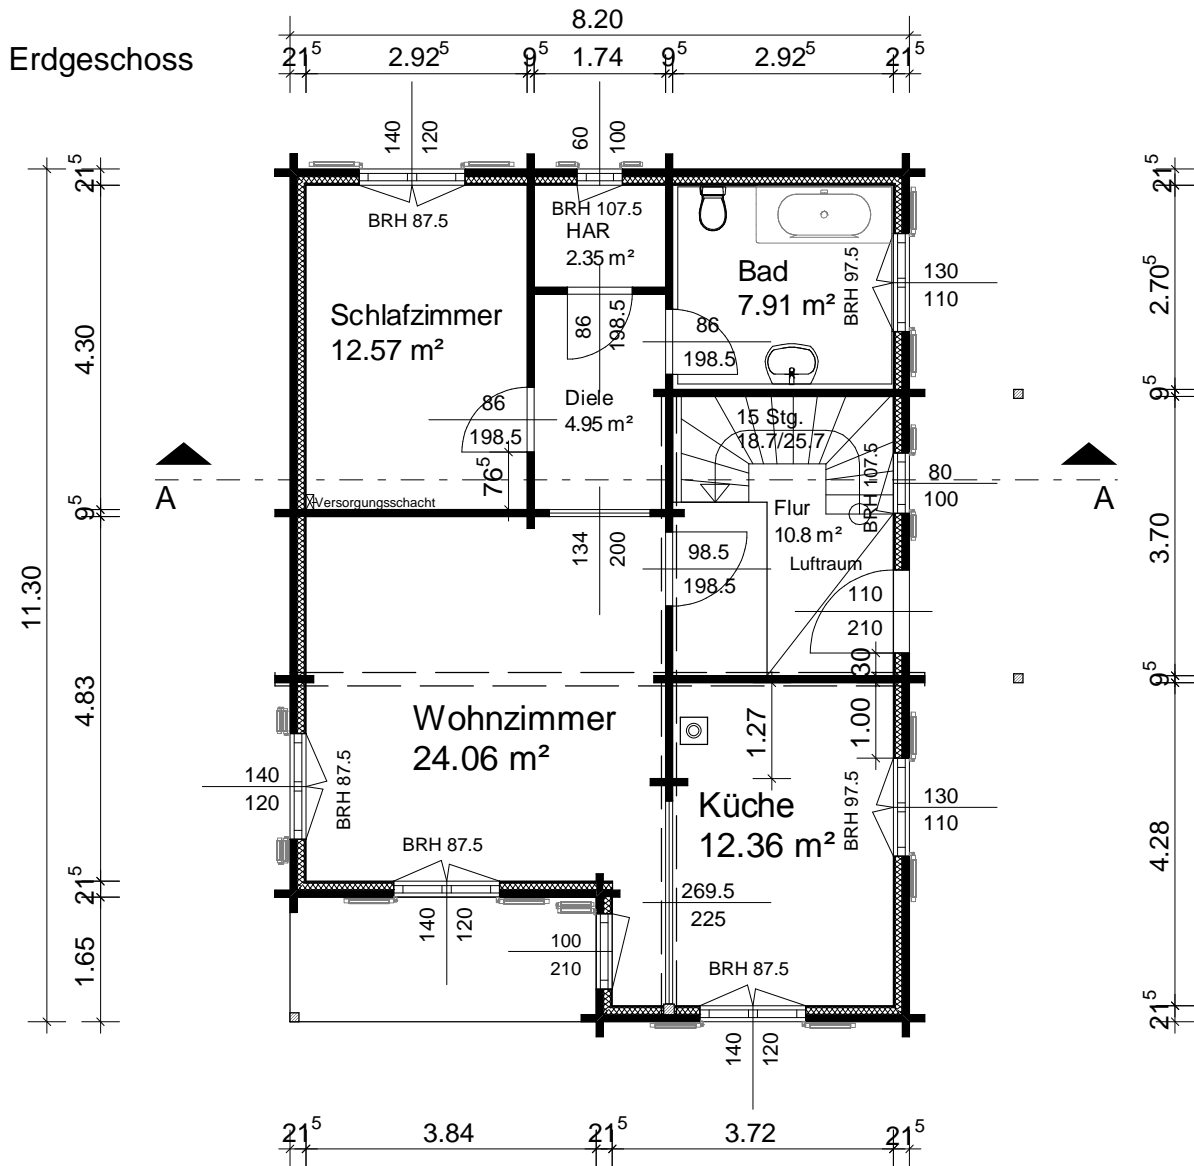 8.20
Erdgeschoss
21⁵ 2.92⁵ 9⁵ 1.74 9⁵ 2.92⁵ 21⁵
140 120
60 100
BRH 87.5
BRH 107.5
HAR
2.35 m²
Bad
7.91 m²
BRH 97.5
130
110
Schlafzimmer
12.57 m²
86
198.5
86
198.5
Diele
4.95 m²
86
198.5
76⁵
15 Stg.
18.7/25.7
BRH 107.5
80
100
A
A
Versorgungsschacht
Flur
10.8 m²
Luftraum
134 200
98.5
198.5
110
210
30
1.00
1.27
Wohnzimmer
24.06 m²
140
120
BRH 87.5
BRH 87.5
140 120
Küche
12.36 m²
BRH 97.5
130
110
269.5
225
100
210
BRH 87.5
140 120
21⁵
4.30
9⁵
4.83
21⁵
1.65
11.30
21⁵
2.70⁵
9⁵
3.70
9⁵
4.28
21⁵
21⁵ 3.84 21⁵ 3.72 21⁵